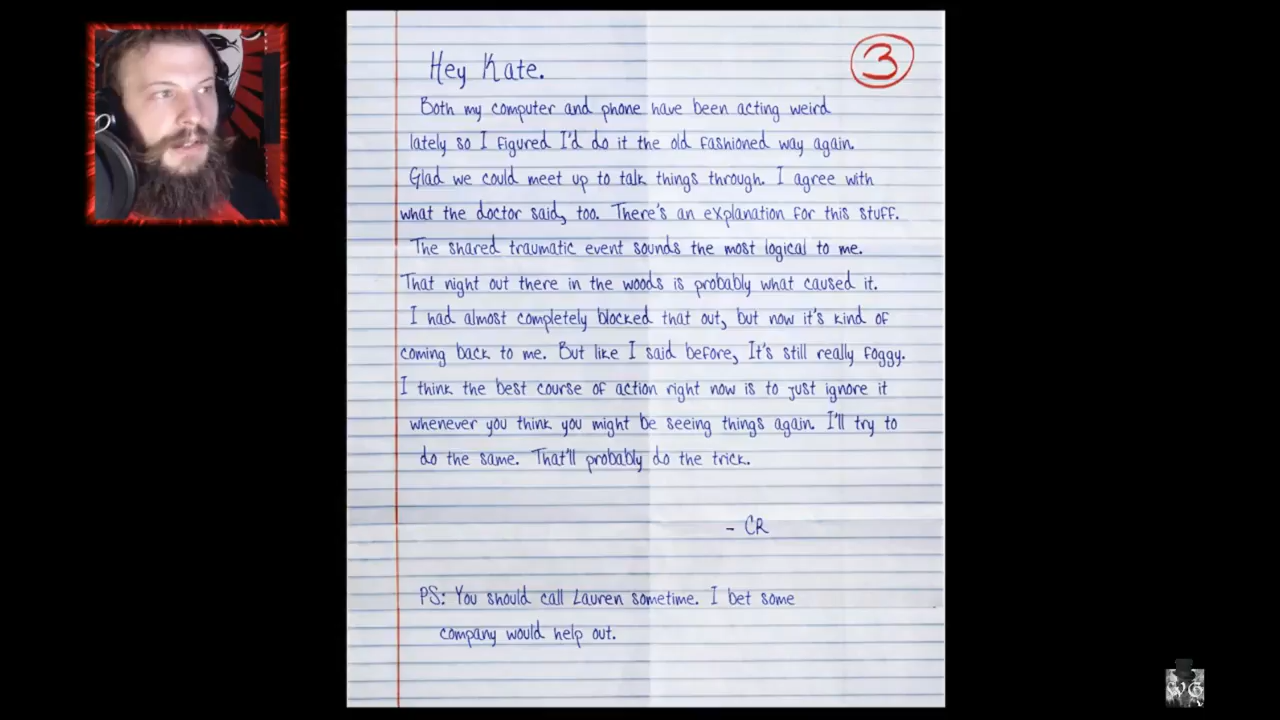 3
Hey Kate.
Both my computer and phone have been acting weird
lately so I figured I'd do it the old fashioned way again.
Glad we could meet up to talk things through. I agree with
what the doctor said, too. There's an explanation for this stuff.
The shared traumatic event sounds the most logical to me.
That night out there in the woods is probably what caused it.
I had almost completely blocked that out, but now it's kind of
coming back to me. But like I said before, It's still really foggy.
I think the best course of action right now is to just ignore it
whenever you think you might be seeing things again. I'll try to
do the same. That'll probably do the trick.
- CR
PS: You should call Lauren sometime. I bet some
company would help out.